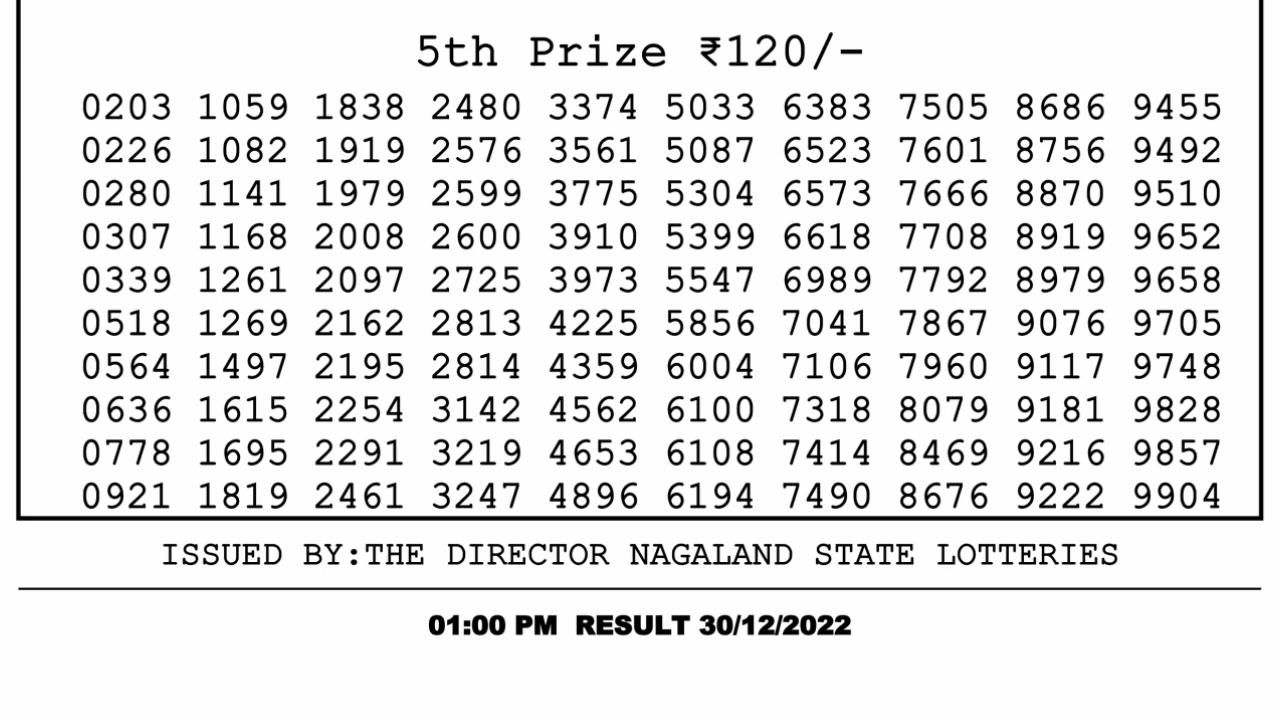 5th Prize ₹120/-
0203 1059 1838 2480 3374 5033 6383 7505 8686 9455
0226 1082 1919 2576 3561 5087 6523 7601 8756 9492
0280 1141 1979 2599 3775 5304 6573 7666 8870 9510
0307 1168 2008 2600 3910 5399 6618 7708 8919 9652
0339 1261 2097 2725 3973 5547 6989 7792 8979 9658
0518 1269 2162 2813 4225 5856 7041 7867 9076 9705
0564 1497 2195 2814 4359 6004 7106 7960 9117 9748
0636 1615 2254 3142 4562 6100 7318 8079 9181 9828
0778 1695 2291 3219 4653 6108 7414 8469 9216 9857
0921 1819 2461 3247 4896 6194 7490 8676 9222 9904
ISSUED BY:THE DIRECTOR NAGALAND STATE LOTTERIES
01:00 PM RESULT 30/12/2022